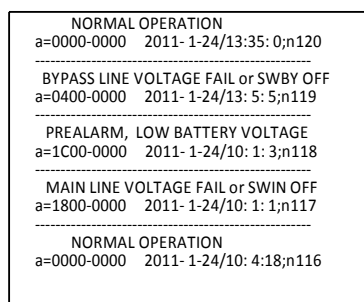 NORMAL OPERATION
a=0000-0000 2011- 1-24/13:35: 0;n120
--------------------------------------------------------
BYPASS LINE VOLTAGE FAIL or SWBY OFF
a=0400-0000 2011- 1-24/13: 5: 5;n119
--------------------------------------------------------
PREALARM, LOW BATTERY VOLTAGE
a=1C00-0000 2011- 1-24/10: 1: 3;n118
--------------------------------------------------------
MAIN LINE VOLTAGE FAIL or SWIN OFF
a=1800-0000 2011- 1-24/10: 1: 1;n117
--------------------------------------------------------
NORMAL OPERATION
a=0000-0000 2011- 1-24/10: 4:18;n116